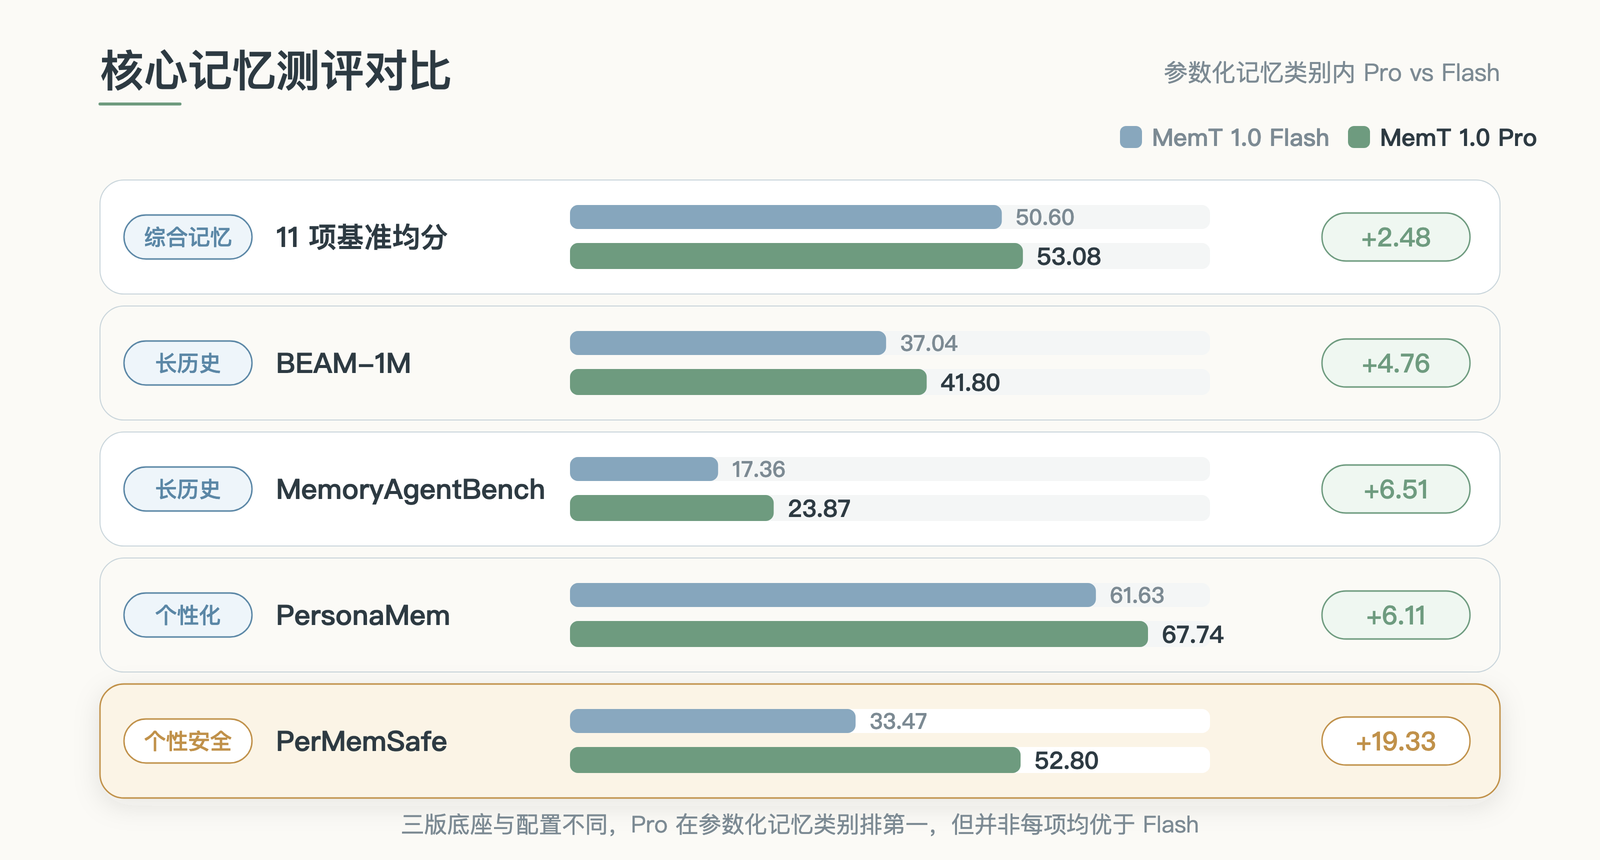 核心记忆测评对比
参数化记忆类别内 Pro vs Flash
MemT 1.0 Flash
MemT 1.0 Pro
综合记忆
11 项基准均分
50.60
53.08
+2.48
长历史
BEAM–1M
37.04
41.80
+4.76
长历史
MemoryAgentBench
17.36
23.87
+6.51
个性化
PersonaMem
61.63
67.74
+6.11
个性安全
PerMemSafe
33.47
52.80
+19.33
三版底座与配置不同，Pro 在参数化记忆类别排第一，但并非每项均优于 Flash